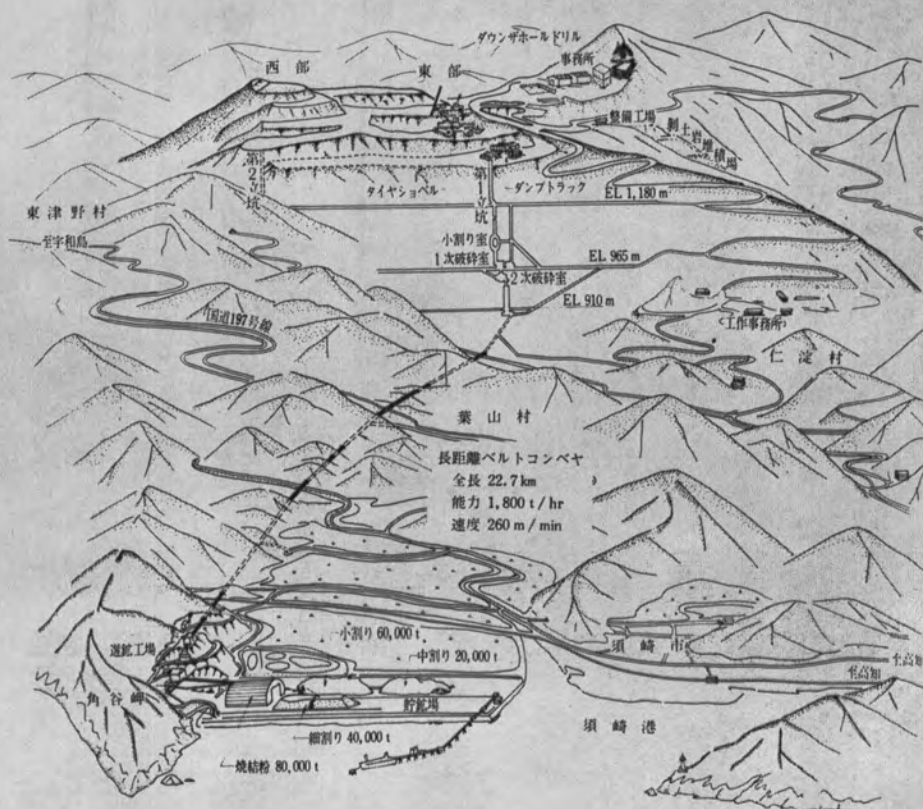 ダウンザホールドリル
事務所
西部
東部
整備工場
剥土岩堆積場
第2立坑
タイヤショベル
第1立坑
ダンプトラック
EL 1,180 m
東津野村
至宇和島
小割り室
1次破砕室
EL 965 m
2次破砕室
EL 910 m
国道197号線
工作事務所
仁淀村
葉山村
長距離ベルトコンベヤ
全長 22.7km
能力 1,800 t/hr
速度 260 m/min
小割り 60,000 t
選鉱工場
中割り 20,000 t
須崎市
至高知
至高知
角谷岬
貯鉱場
須崎港
細割り 40,000 t
焼結粉 80,000 t